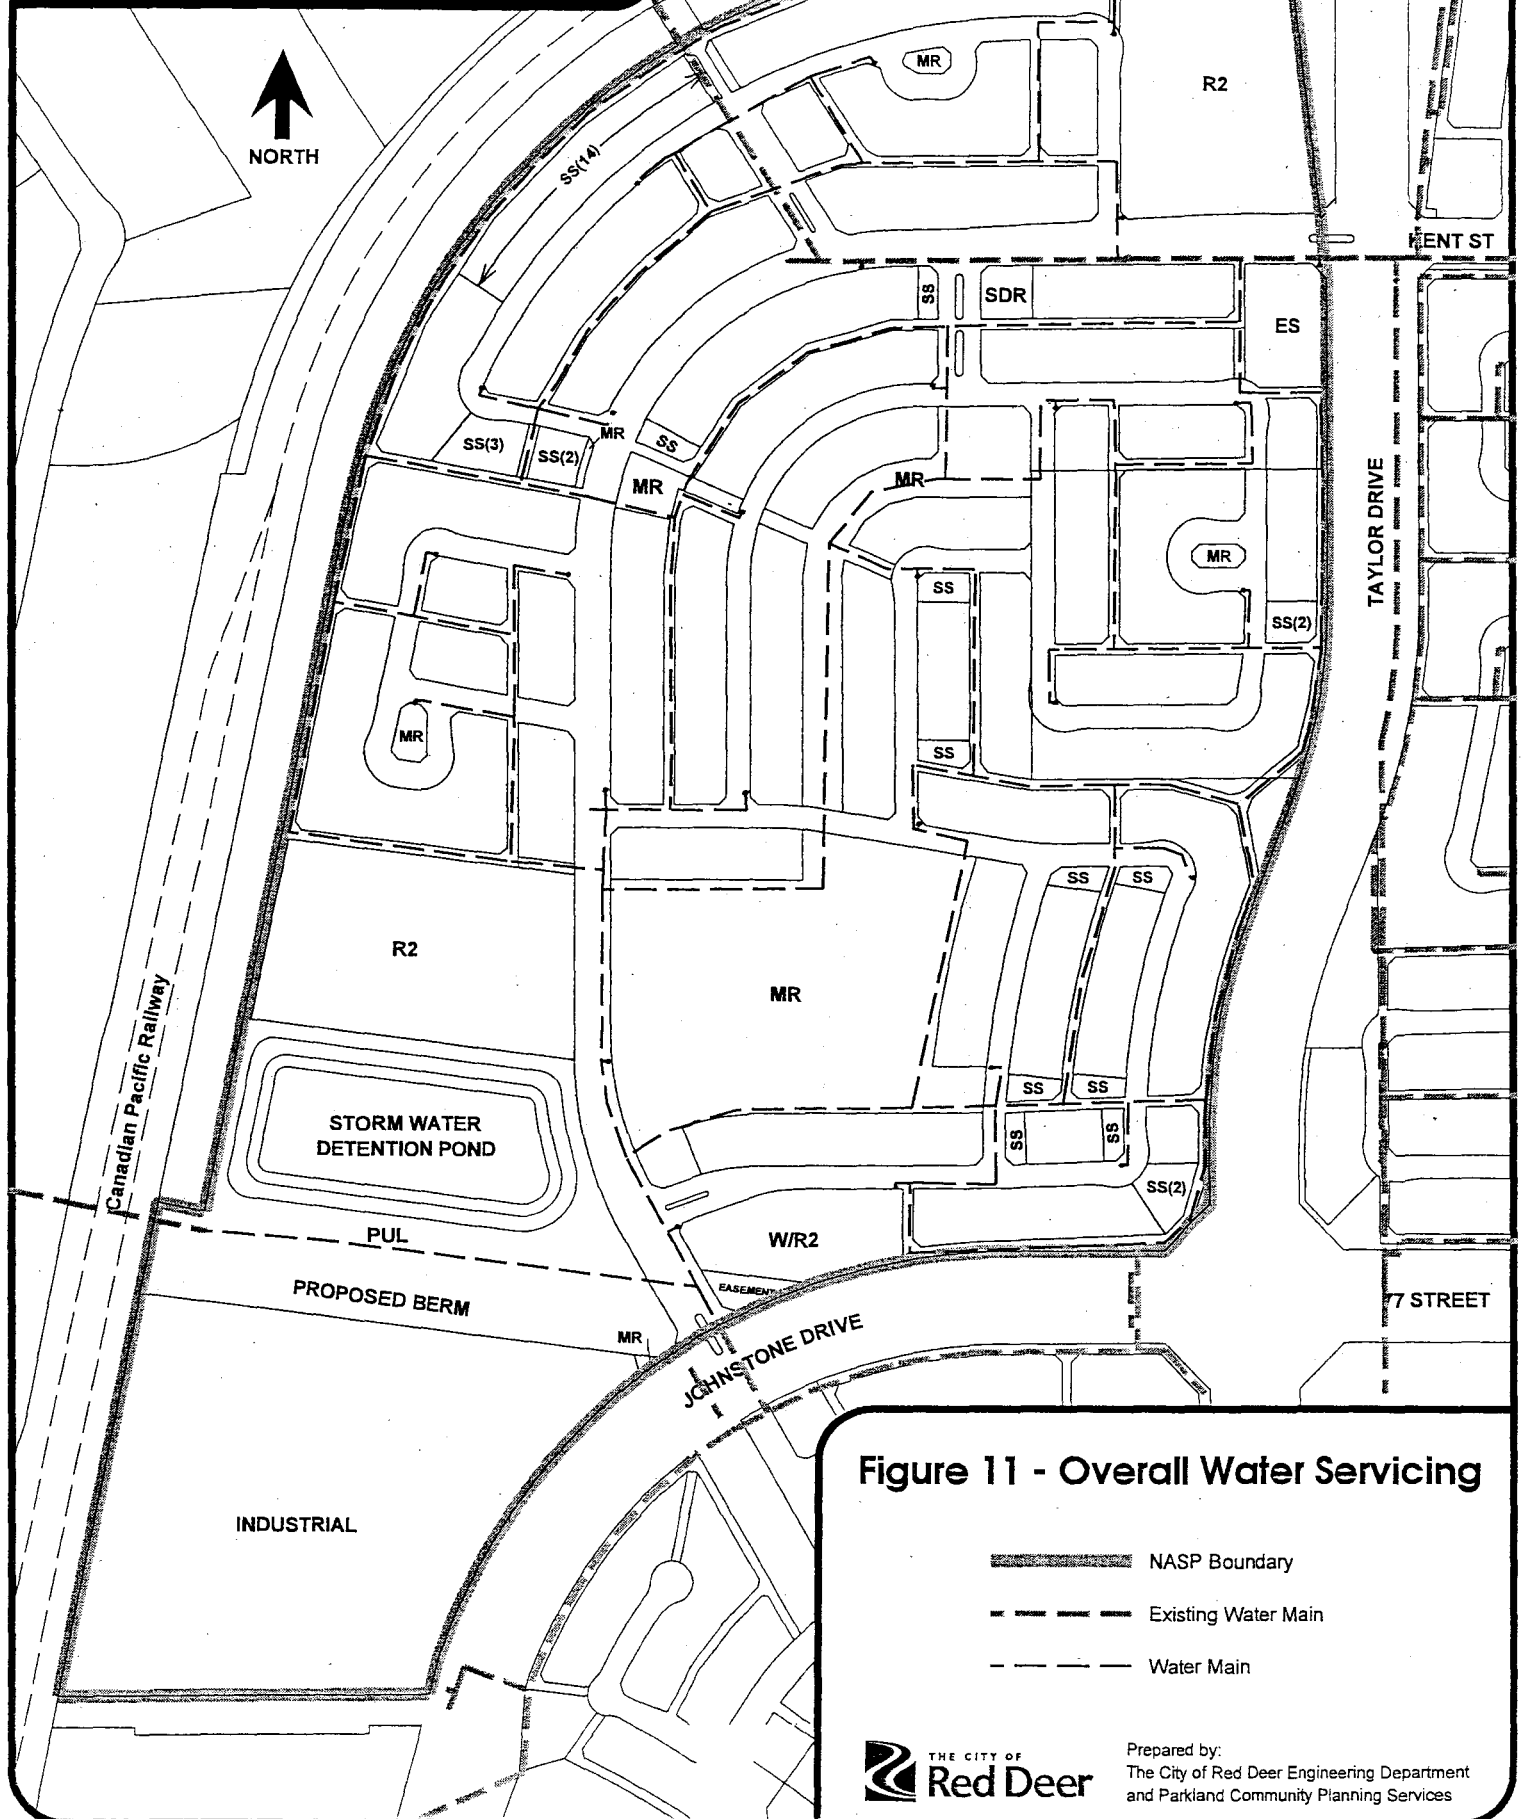 MR
R2
NORTH
SS(14)
KENT ST
SS
SDR
ES
SS(3)
SS(2)
MR
SS
MR
MR
TAYLOR DRIVE
MR
SS
SS(2)
MR
SS
SS
SS
R2
MR
Canadian Pacific Railway
SS
SS
STORM WATER
DETENTION POND
SS
SS
SS(2)
PUL
W/R2
EASEMENT
PROPOSED BERM
77 STREET
MR
JOHNSTONE DRIVE
INDUSTRIAL
Figure 11 - Overall Water Servicing
NASP Boundary
Existing Water Main
Water Main
THE CITY OF
Red Deer
Prepared by:
The City of Red Deer Engineering Department
and Parkland Community Planning Services